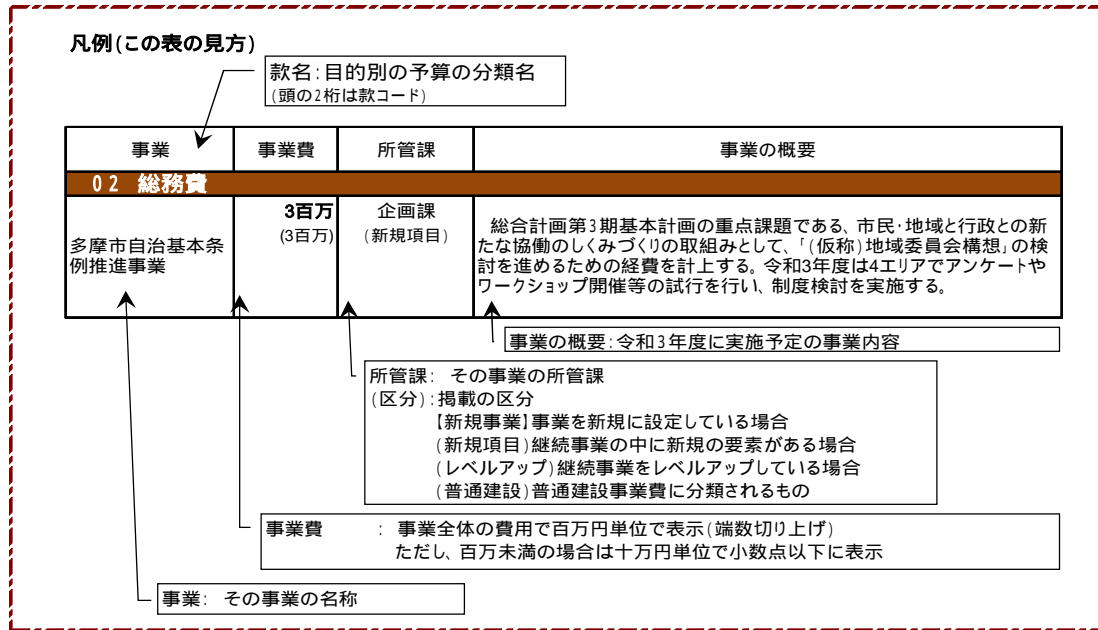 凡例(この表の見方)
款名:目的別の予算の分類名
(頭の2桁は款コード)
事業 事業費 所管課 事業の概要
02 総務費
多摩市自治基本条
例推進事業
3百万
(3百万)
企画課
(新規項目)
総合計画第3期基本計画の重点課題である、市民・地域と行政との新
たな協働のしくみづくりの取組みとして、「(仮称)地域委員会構想」の検
討を進めるための経費を計上する。令和3年度は4エリアでアンケートや
ワークショップ開催等の試行を行い、制度検討を実施する。
事業の概要:令和3年度に実施予定の事業内容
所管課: その事業の所管課
(区分):掲載の区分
【新規事業】事業を新規に設定している場合
(新規項目)継続事業の中に新規の要素がある場合
(レベルアップ)継続事業をレベルアップしている場合
(普通建設)普通建設事業費に分類されるもの
事業費 : 事業全体の費用で百万円単位で表示(端数切り上げ)
ただし、百万未満の場合は十万円単位で小数点以下に表示
事業: その事業の名称